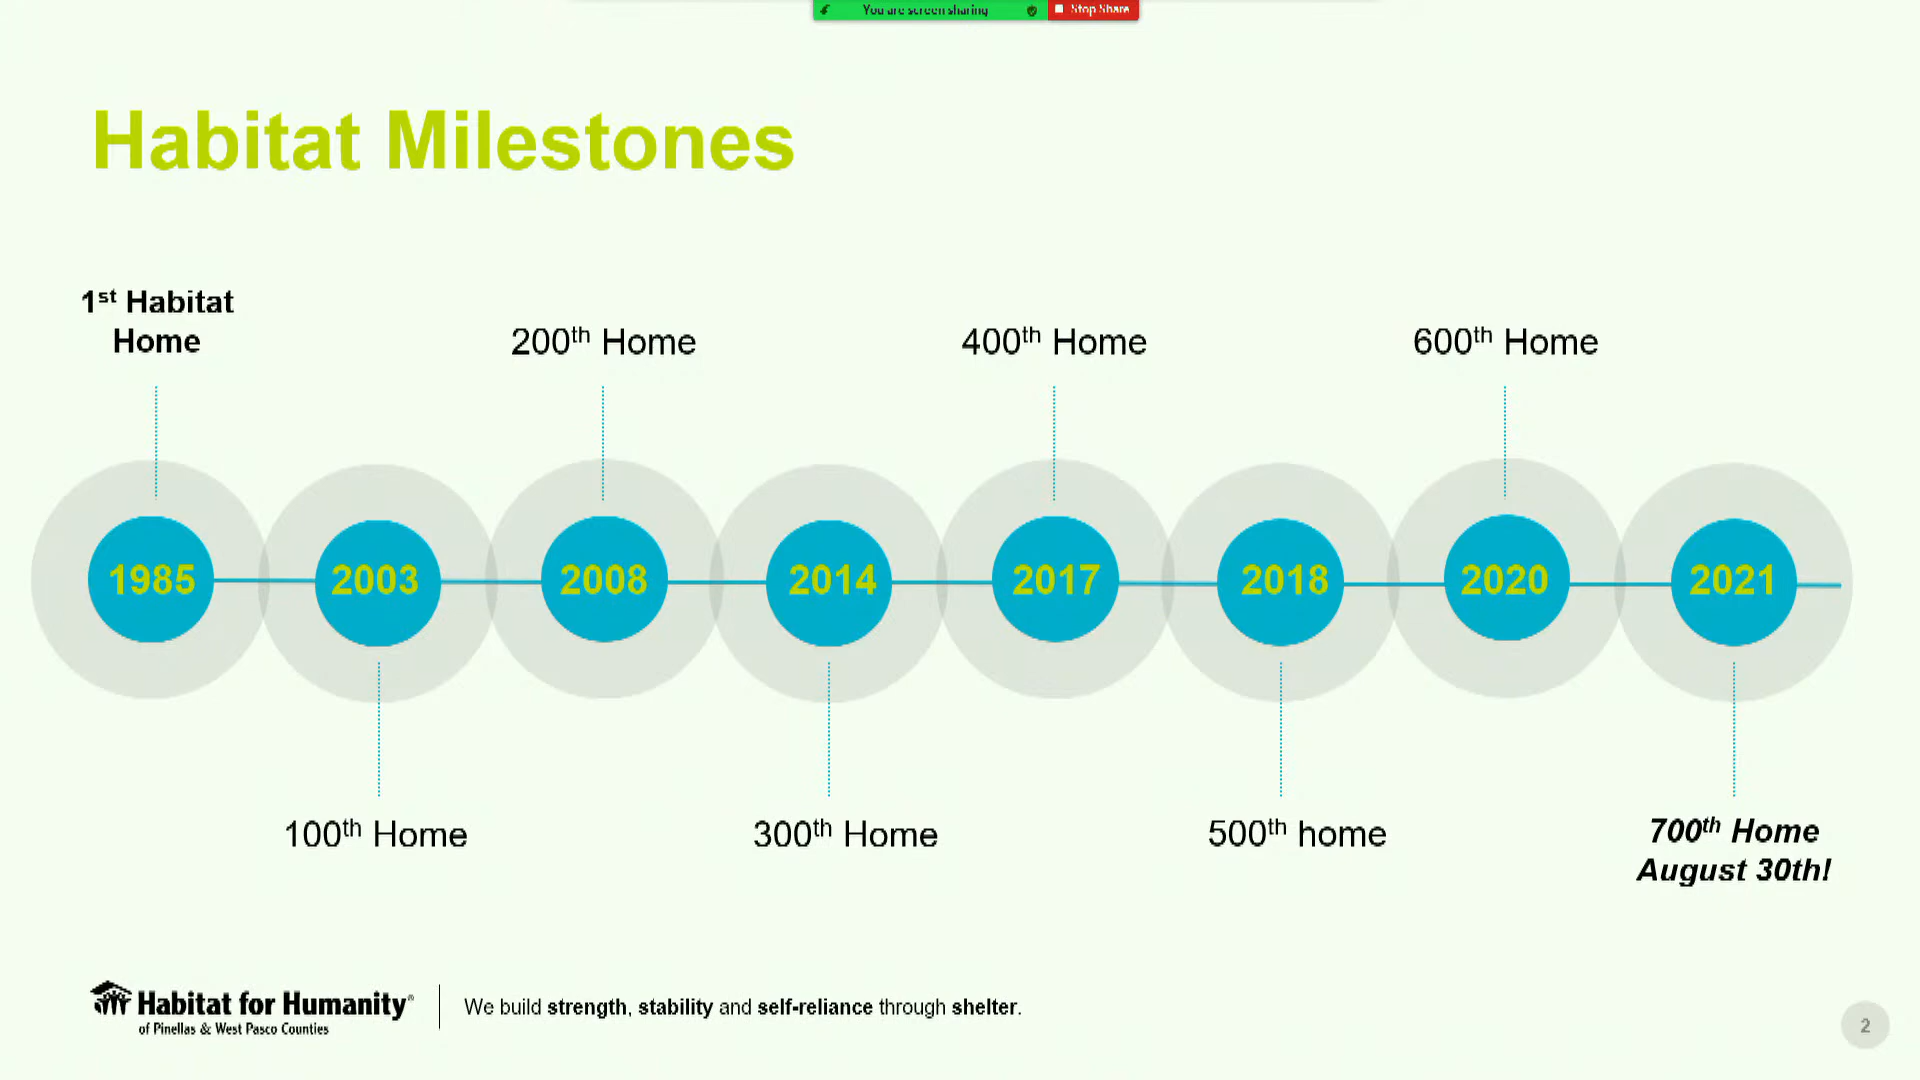 You are screen sharing
Stop Share
Habitat Milestones
1st Habitat
Home
200th Home
400th Home
600th Home
1985
2003
2008
2014
2017
2018
2020
2021
100th Home
300th Home
500th home
700th Home
August 30th!
Habitat for Humanity®
of Pinellas & West Pasco Counties
We build strength, stability and self-reliance through shelter.
2